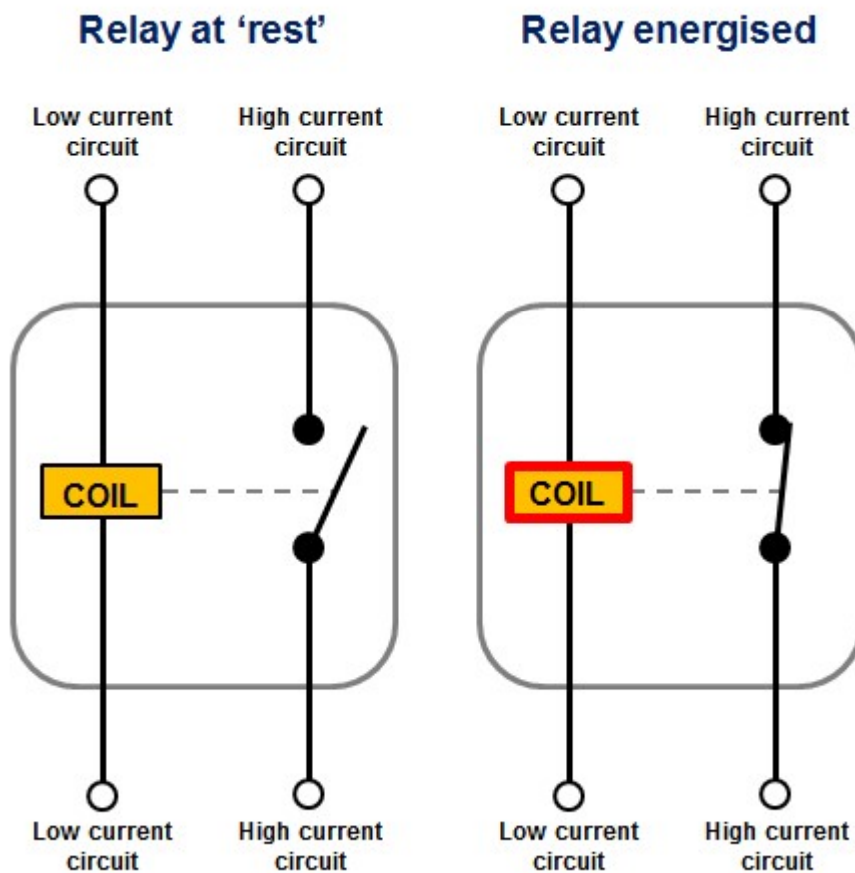 Relay at ‘rest’
Relay energised
Low current
circuit
High current
circuit
Low current
circuit
High current
circuit
COIL
COIL
Low current
circuit
High current
circuit
Low current
circuit
High current
circuit